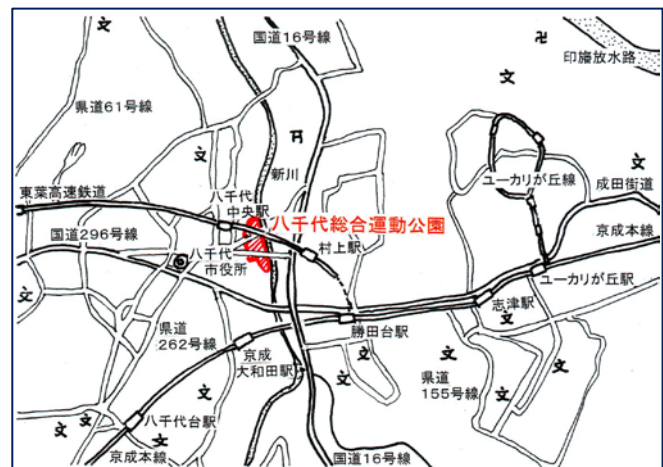 国道16号線
印旛放水路
県道61号線
新川
ユーカリが丘線
成田街道
東葉高速鉄道
八千代
中央駅
八千代総合運動公園
京成本線
国道296号線
八千代
市役所
村上駅
ユーカリが丘駅
志津駅
勝田台駅
県道
262号線
京成
大和田駅
県道
155号線
八千代台駅
京成本線
国道16号線